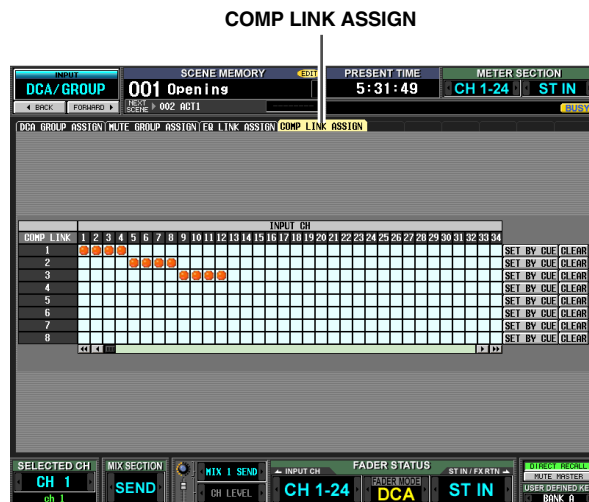 COMP LINK ASSIGN
INPUT
DCA/GROUP
BACK FORWARD
SCENE MEMORY EDIT
001 Opening
NEXT SCENE 002 ACT1
PRESENT TIME
5:31:49
METER SECTION
CH 1-24 ST IN
BUSY
DCA GROUP ASSIGN MUTE GROUP ASSIGN EQ LINK ASSIGN COMP LINK ASSIGN
INPUT CH
COMP LINK 1 2 3 4 5 6 7 8 9 10 11 12 13 14 15 16 17 18 19 20 21 22 23 24 25 26 27 28 29 30 31 32 33 34
1 SET BY CUE CLEAR
2 SET BY CUE CLEAR
3 SET BY CUE CLEAR
4 SET BY CUE CLEAR
5 SET BY CUE CLEAR
6 SET BY CUE CLEAR
7 SET BY CUE CLEAR
8 SET BY CUE CLEAR
SELECTED CH
CH 1
ch 1
MIX SECTION
SEND
MIX 1 SEND
CH LEVEL
FADER STATUS
INPUT CH
CH 1-24
FADER MODE
DCA
ST IN / FX RTN
ST IN
DIRECT RECALL
MUTE MASTER
USER DEFINED KE
BANK A